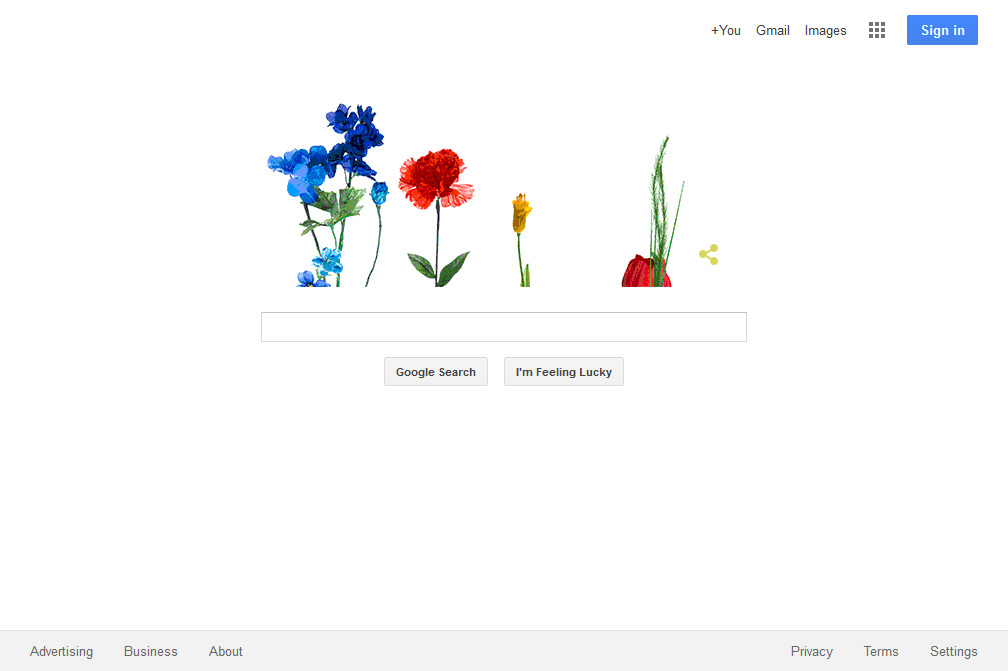 +You Gmail Images Sign in
Google Search I'm Feeling Lucky
Advertising Business About Privacy Terms Settings